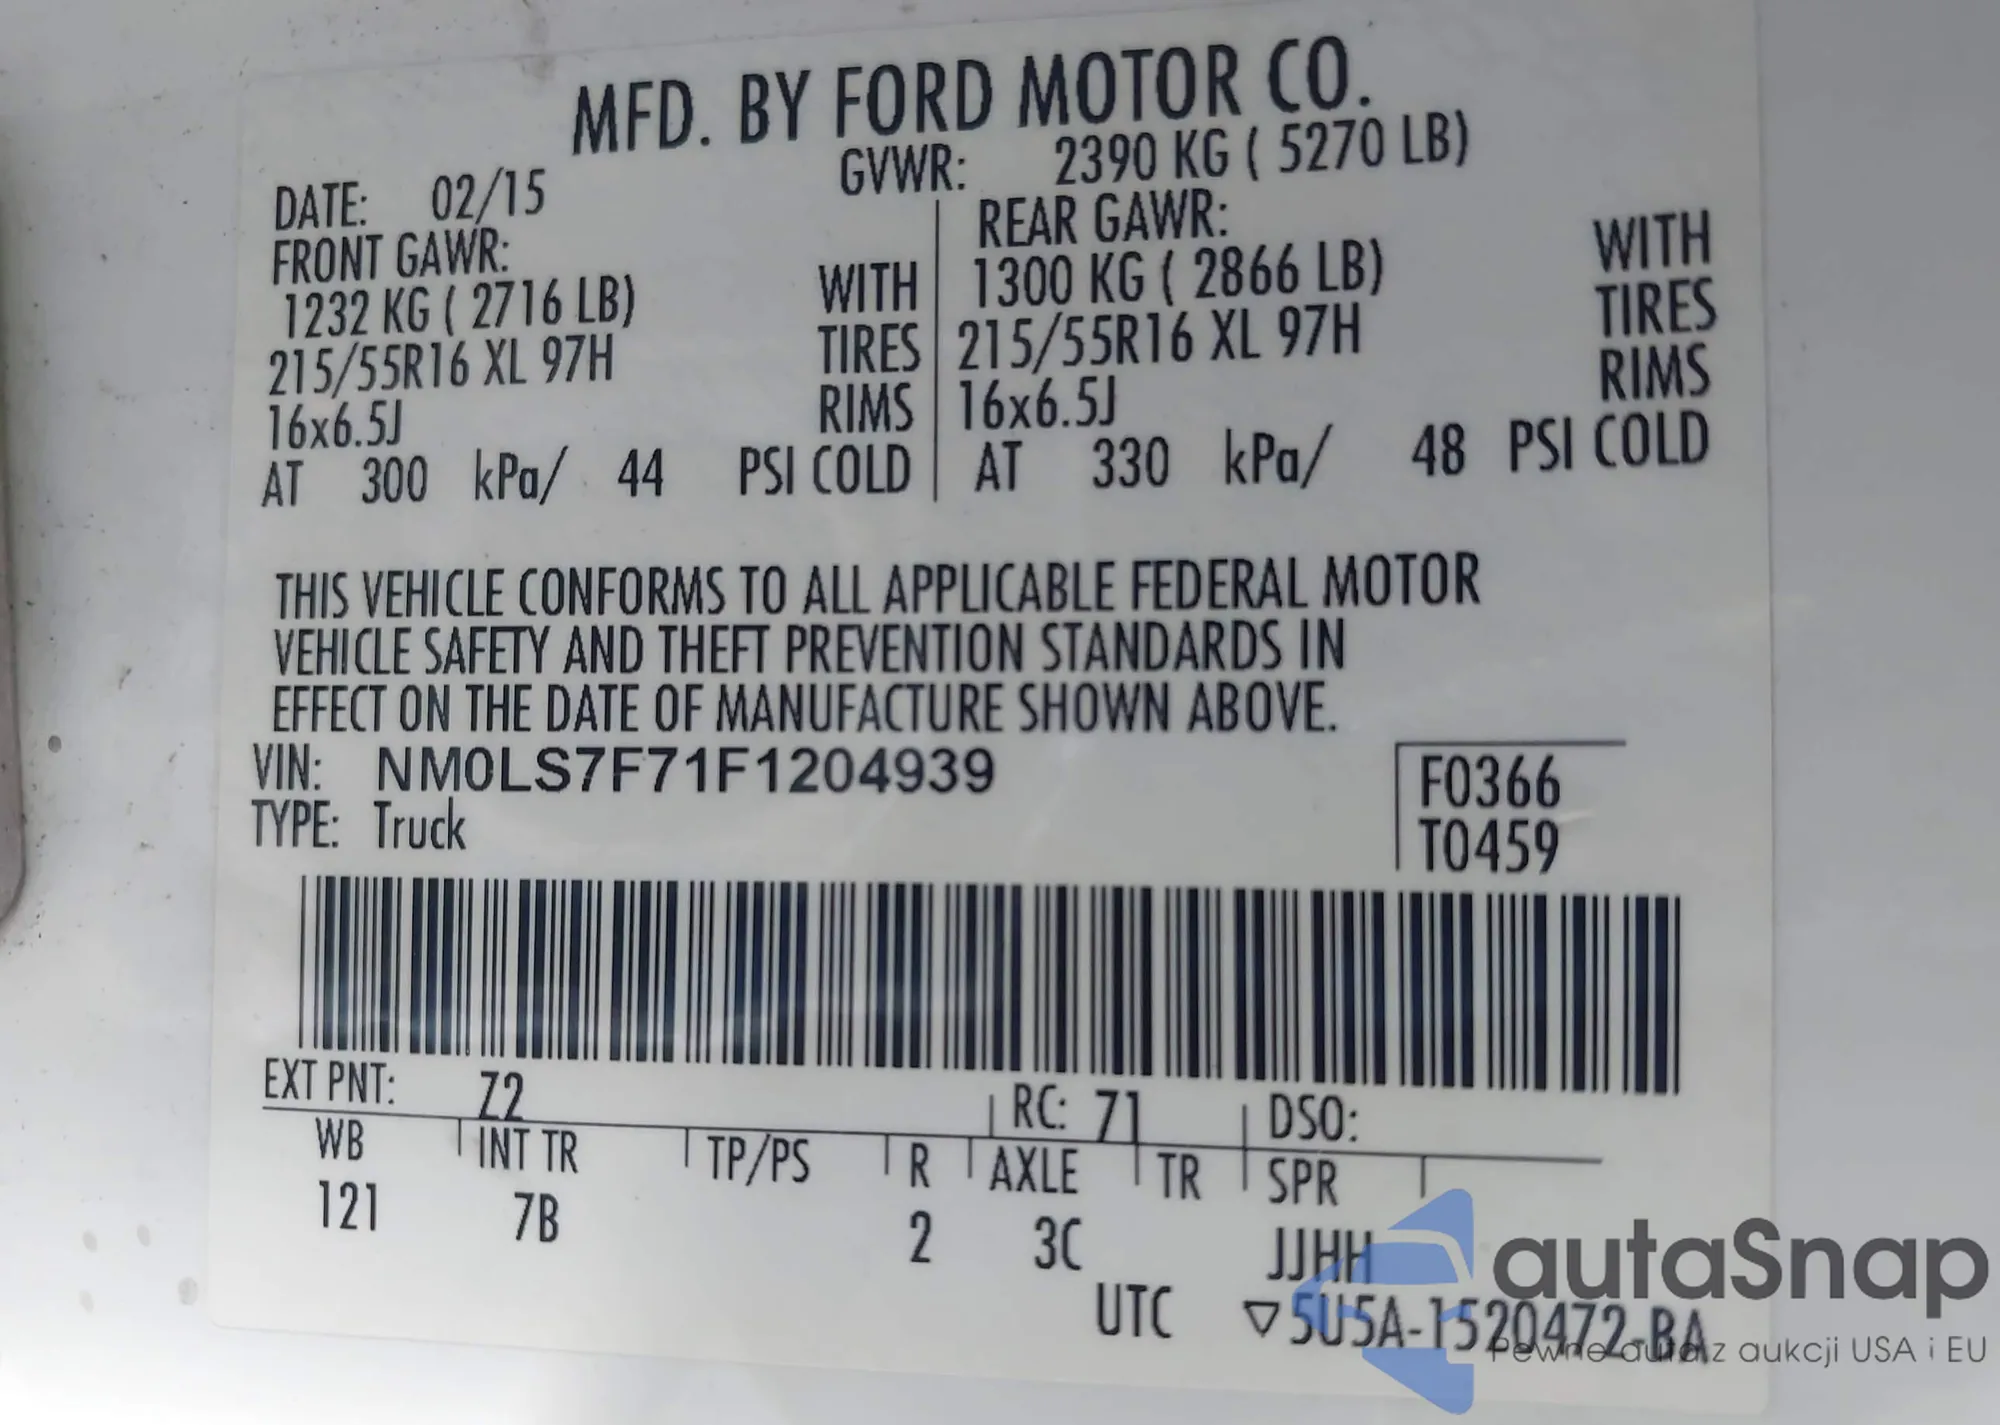 MFD. BY FORD MOTOR CO.
DATE: 02/15 GVWR: 2390 KG ( 5270 LB)
FRONT GAWR: REAR GAWR:
1232 KG ( 2716 LB) WITH 1300 KG ( 2866 LB) WITH
215/55R16 XL 97H TIRES 215/55R16 XL 97H TIRES
16x6.5J RIMS 16x6.5J RIMS
AT 300 kPa/ 44 PSI COLD AT 330 kPa/ 48 PSI COLD
THIS VEHICLE CONFORMS TO ALL APPLICABLE FEDERAL MOTOR
VEHICLE SAFETY AND THEFT PREVENTION STANDARDS IN
EFFECT ON THE DATE OF MANUFACTURE SHOWN ABOVE.
VIN: NM0LS7F71F1204939 F0366
TYPE: Truck T0459
EXT PNT: Z2 RC: 71 DSO:
WB INT TR TP/PS R AXLE TR SPR
121 7B 2 3C JJHH
UTC ▽5U5A-1520472-BA
autaSnap
Pewne auta z aukcji USA i EU